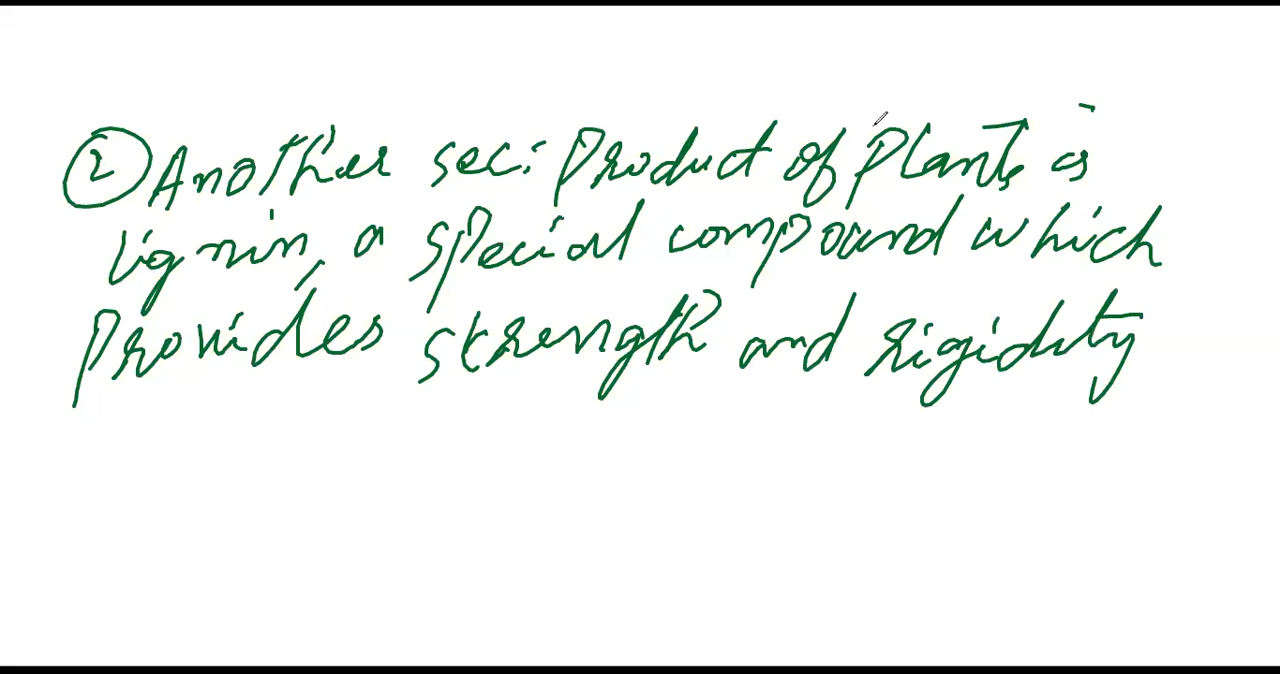 ② Another sec: Product of Plants is
lignin, a special compound which
Provides strength and rigidity